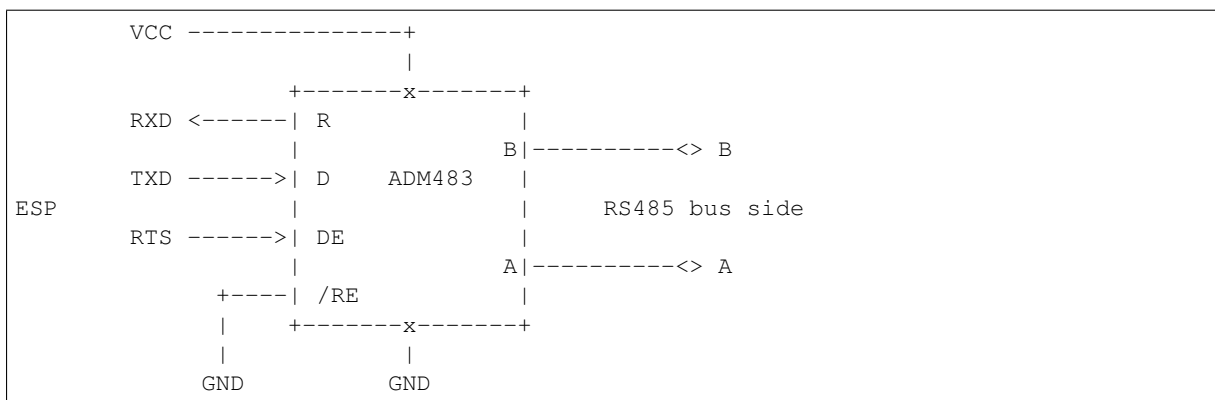 VCC ---------------+
|
+-------x-------+
RXD <------| R |
| B|----------<> B
TXD ------>| D ADM483 |
ESP | | RS485 bus side
RTS ------>| DE |
| A|----------<> A
+----| /RE |
| +-------x-------+
| |
GND GND